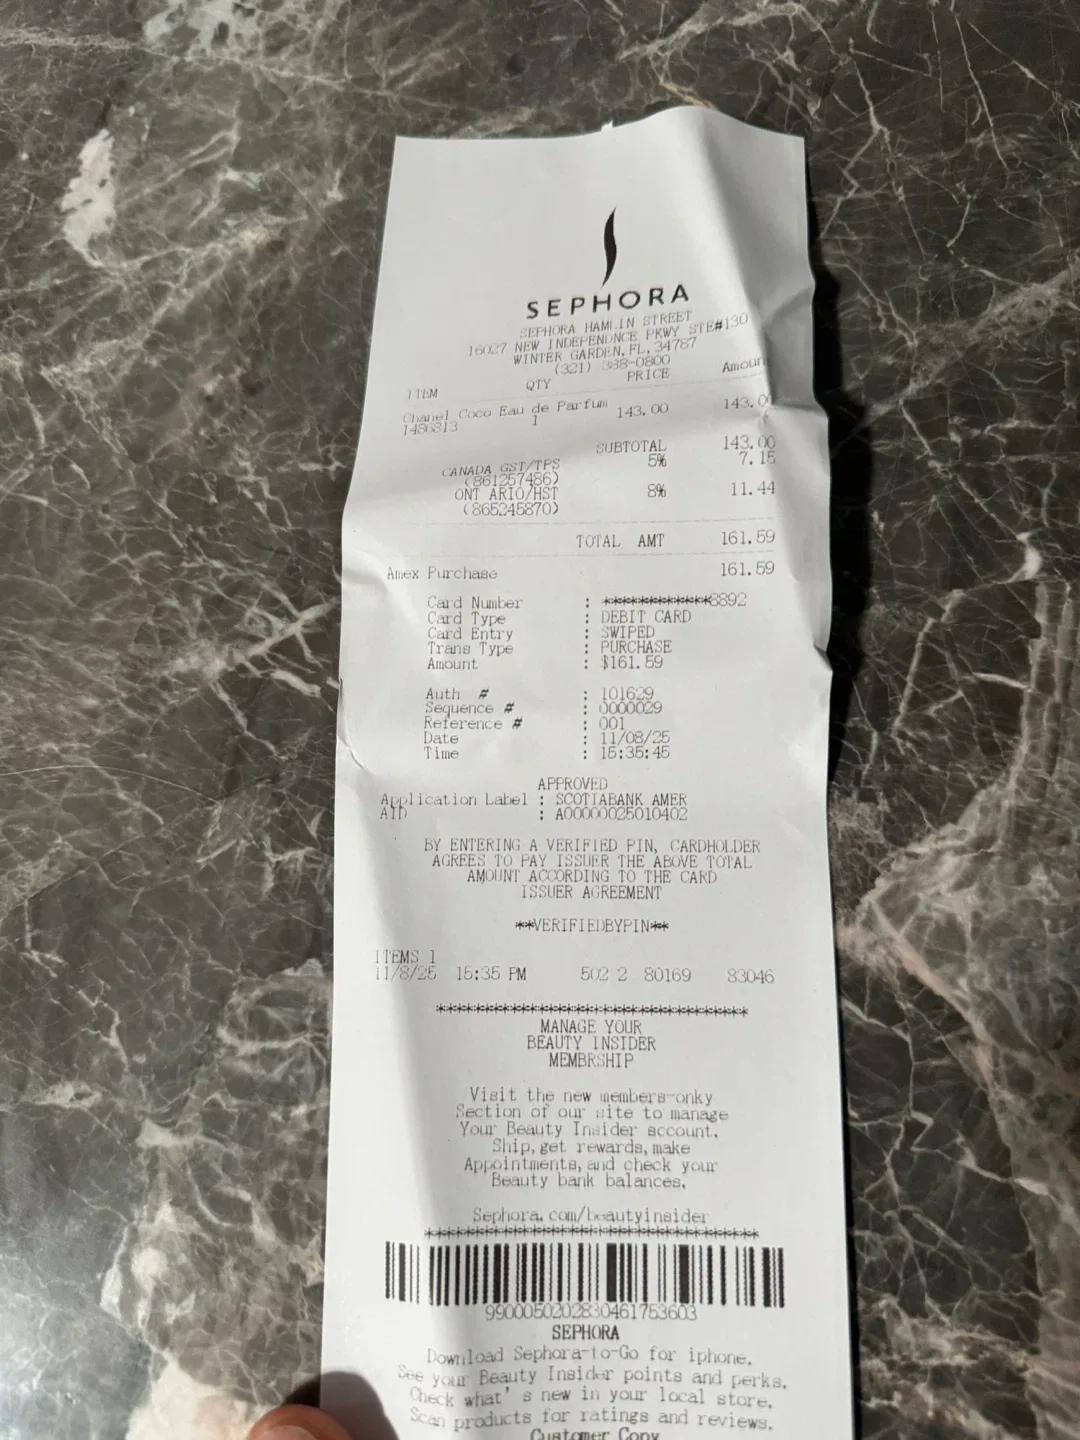 SEPHORA
SEPHORA HAMLIN STREET
16027 NEW INDEPENDNCE PKWY STE#130
WINTER GARDEN, FL, 34787
(321) 388-0800
ITEM QTY PRICE Amoun
Chanel Coco Eau de Parfum 143.00 143.00
1486813 1
SUBTOTAL 143.00
CANADA GST/TPS 5% 7.15
(861257486)
ONT ARIO/HST 8% 11.44
(865245870)
TOTAL AMT 161.59
Amex Purchase 161.59
Card Number : ************8892
Card Type : DEBIT CARD
Card Entry : SWIPED
Trans Type : PURCHASE
Amount : $161.59
Auth # : 101629
Sequence # : 0000029
Reference # : 001
Date : 11/08/25
Time : 15:35:45
APPROVED
Application Label : SCOTIABANK AMER
AID : A00000025010402
BY ENTERING A VERIFIED PIN, CARDHOLDER
AGREES TO PAY ISSUER THE ABOVE TOTAL
AMOUNT ACCORDING TO THE CARD
ISSUER AGREEMENT
**VERIFIEDBYPIN**
ITEMS 1
11/8/25 15:35 PM 502 2 80169 83046
******************************
MANAGE YOUR
BEAUTY INSIDER
MEMBRSHIP
Visit the new members-onky
Section of our site to manage
Your Beauty Insider sccount.
Ship, get rewards, make
Appointments, and check your
Beauty bank balances.
Sephora.com/beautyinsider
********************************
SEPHORA
Download Sephora-to-Go for iphone.
See your Beauty Insider points and perks.
Check what's new in your local store.
Scan products for ratings and reviews.
Customer Copy